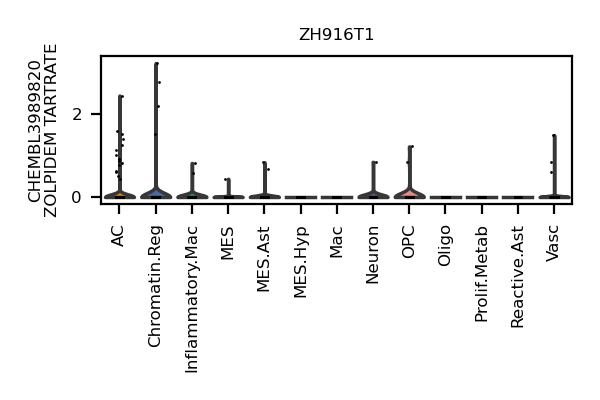 ZH916T1
CHEMBL3989820
ZOLPIDEM TARTRATE
2
0
AC
Chromatin.Reg
Inflammatory.Mac
MES
MES.Ast
MES.Hyp
Mac
Neuron
OPC
Oligo
Prolif.Metab
Reactive.Ast
Vasc